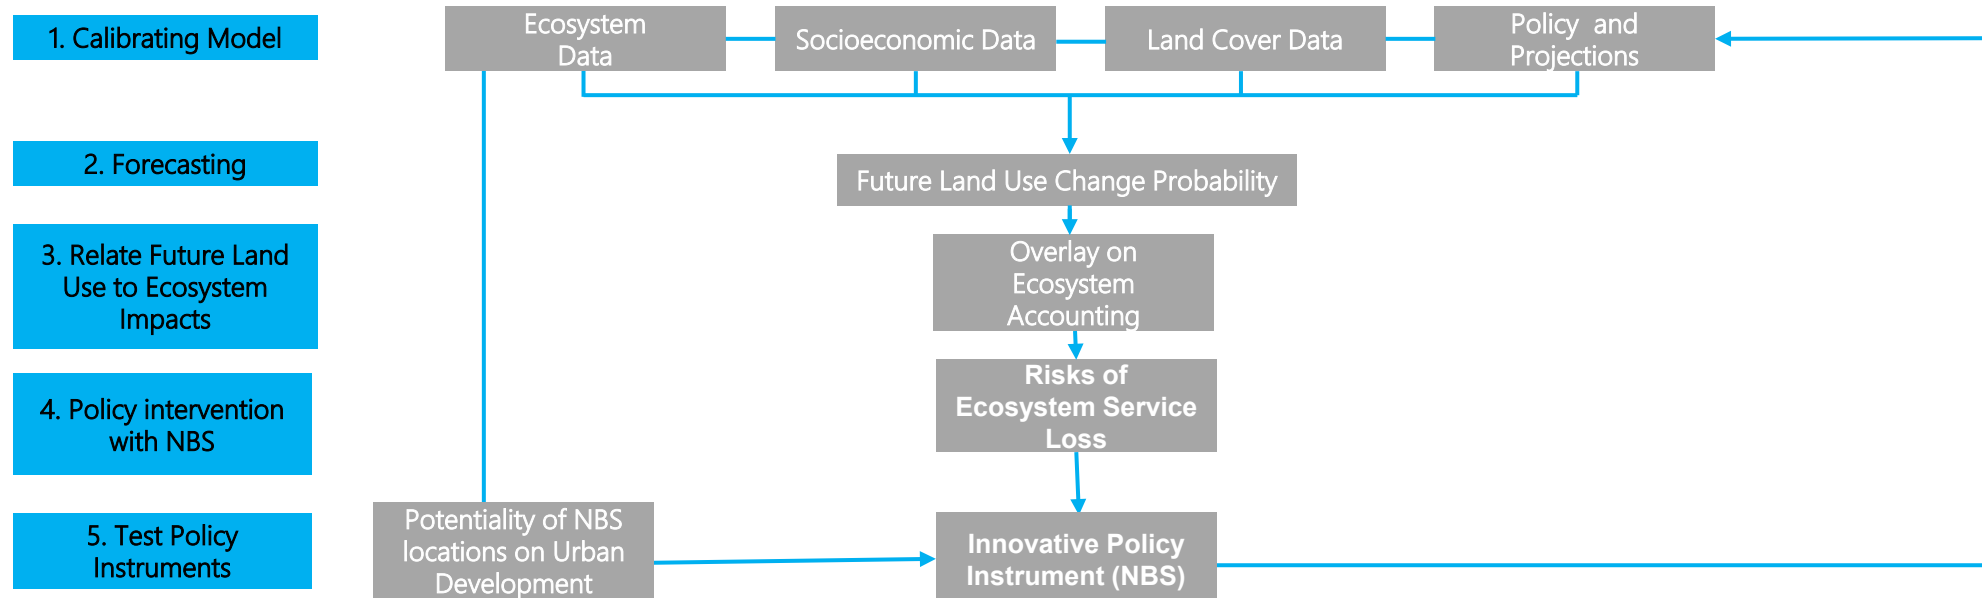 1. Calibrating Model
Ecosystem
Data
Socioeconomic Data
Land Cover Data
Policy and
Projections
2. Forecasting
Future Land Use Change Probability
3. Relate Future Land
Use to Ecosystem
Impacts
Overlay on
Ecosystem
Accounting
4. Policy intervention
with NBS
Risks of
Ecosystem Service
Loss
5. Test Policy
Instruments
Potentiality of NBS
locations on Urban
Development
Innovative Policy
Instrument (NBS)